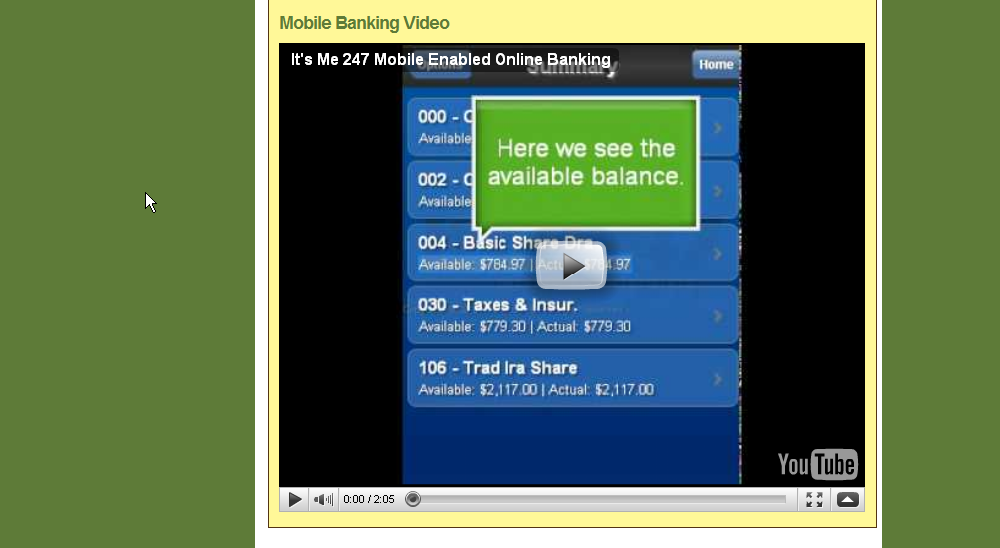 Mobile Banking Video
It's Me 247 Mobile Enabled Online Banking
Summary
Home
000 - C
Available
Here we see the
available balance.
002 - C
Available
004 - Basic Share Dra
Available: $784.97 | Actual: $784.97
030 - Taxes & Insur.
Available: $779.30 | Actual: $779.30
106 - Trad Ira Share
Available: $2,117.00 | Actual: $2,117.00
YouTube
0:00 / 2:05